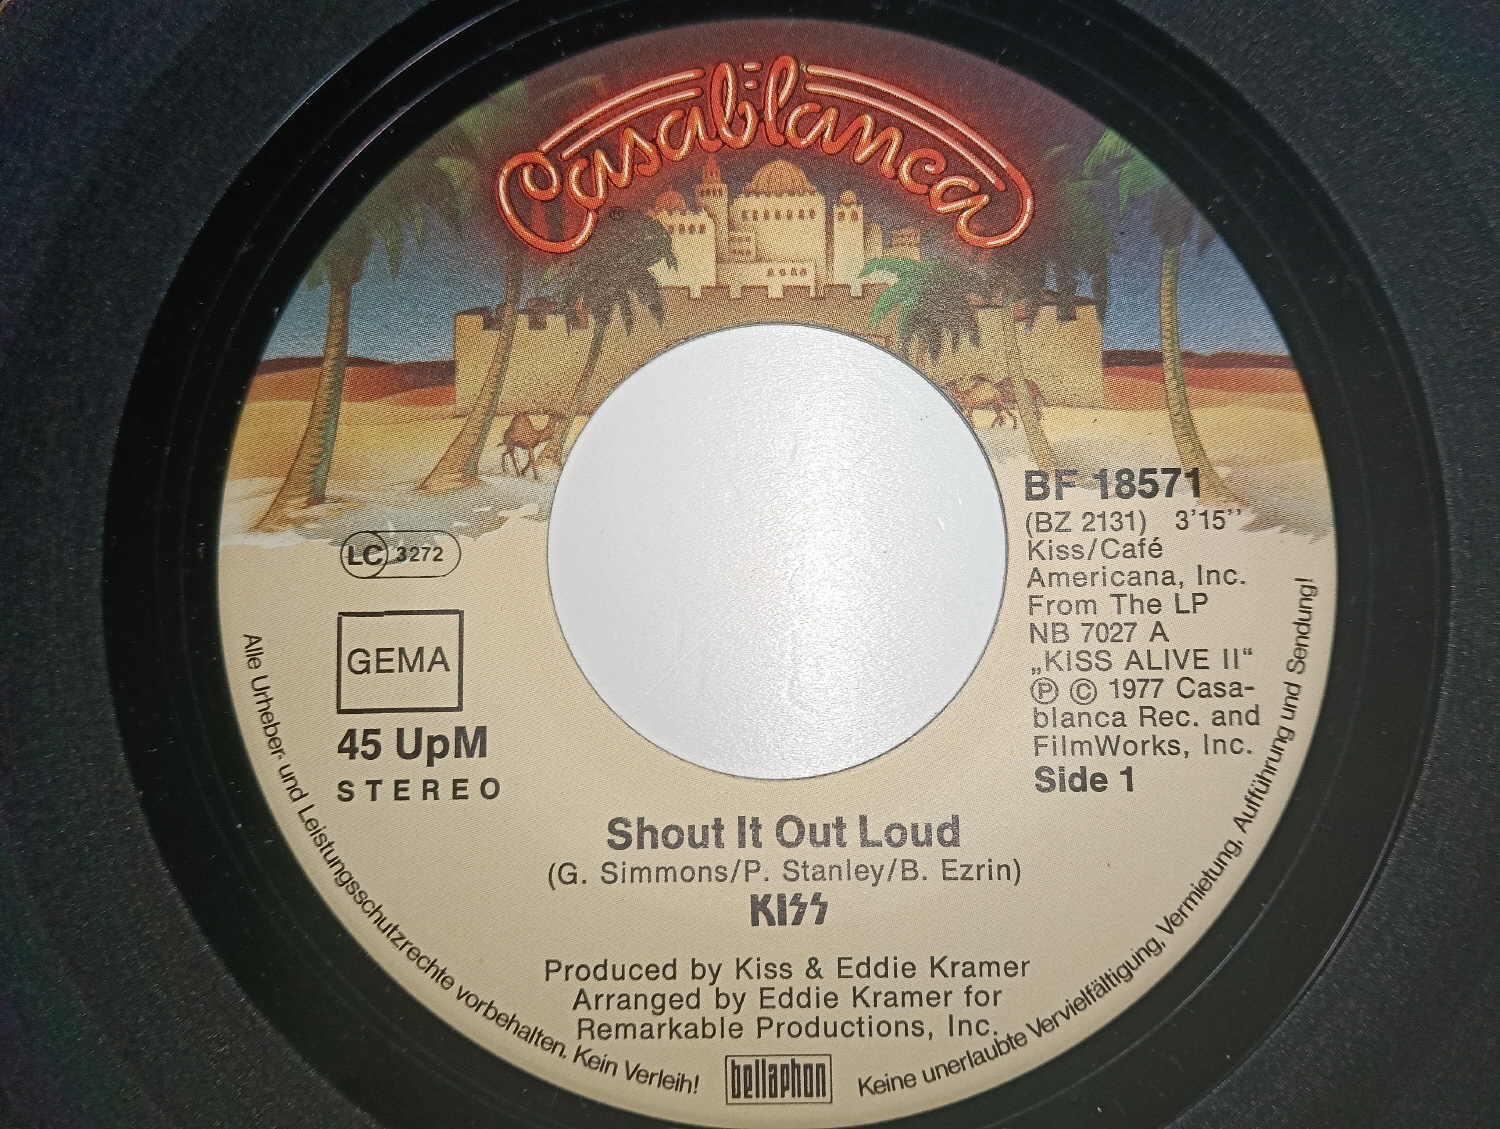 Casablanca
®
BF 18571
(BZ 2131) 3'15''
Kiss/Café
Americana, Inc.
From The LP
NB 7027 A
„KISS ALIVE II“
Ⓟ © 1977 Casa-
blanca Rec. and
FilmWorks, Inc.
Side 1
LC 3272
GEMA
45 UpM
STEREO
Shout It Out Loud
(G. Simmons/P. Stanley/B. Ezrin)
KISS
Produced by Kiss & Eddie Kramer
Arranged by Eddie Kramer for
Remarkable Productions, Inc.
bellaphon
Alle Urheber- und Leistungsschutzrechte vorbehalten. Kein Verleih!
Keine unerlaubte Vervielfältigung, Vermietung, Aufführung und Sendung!